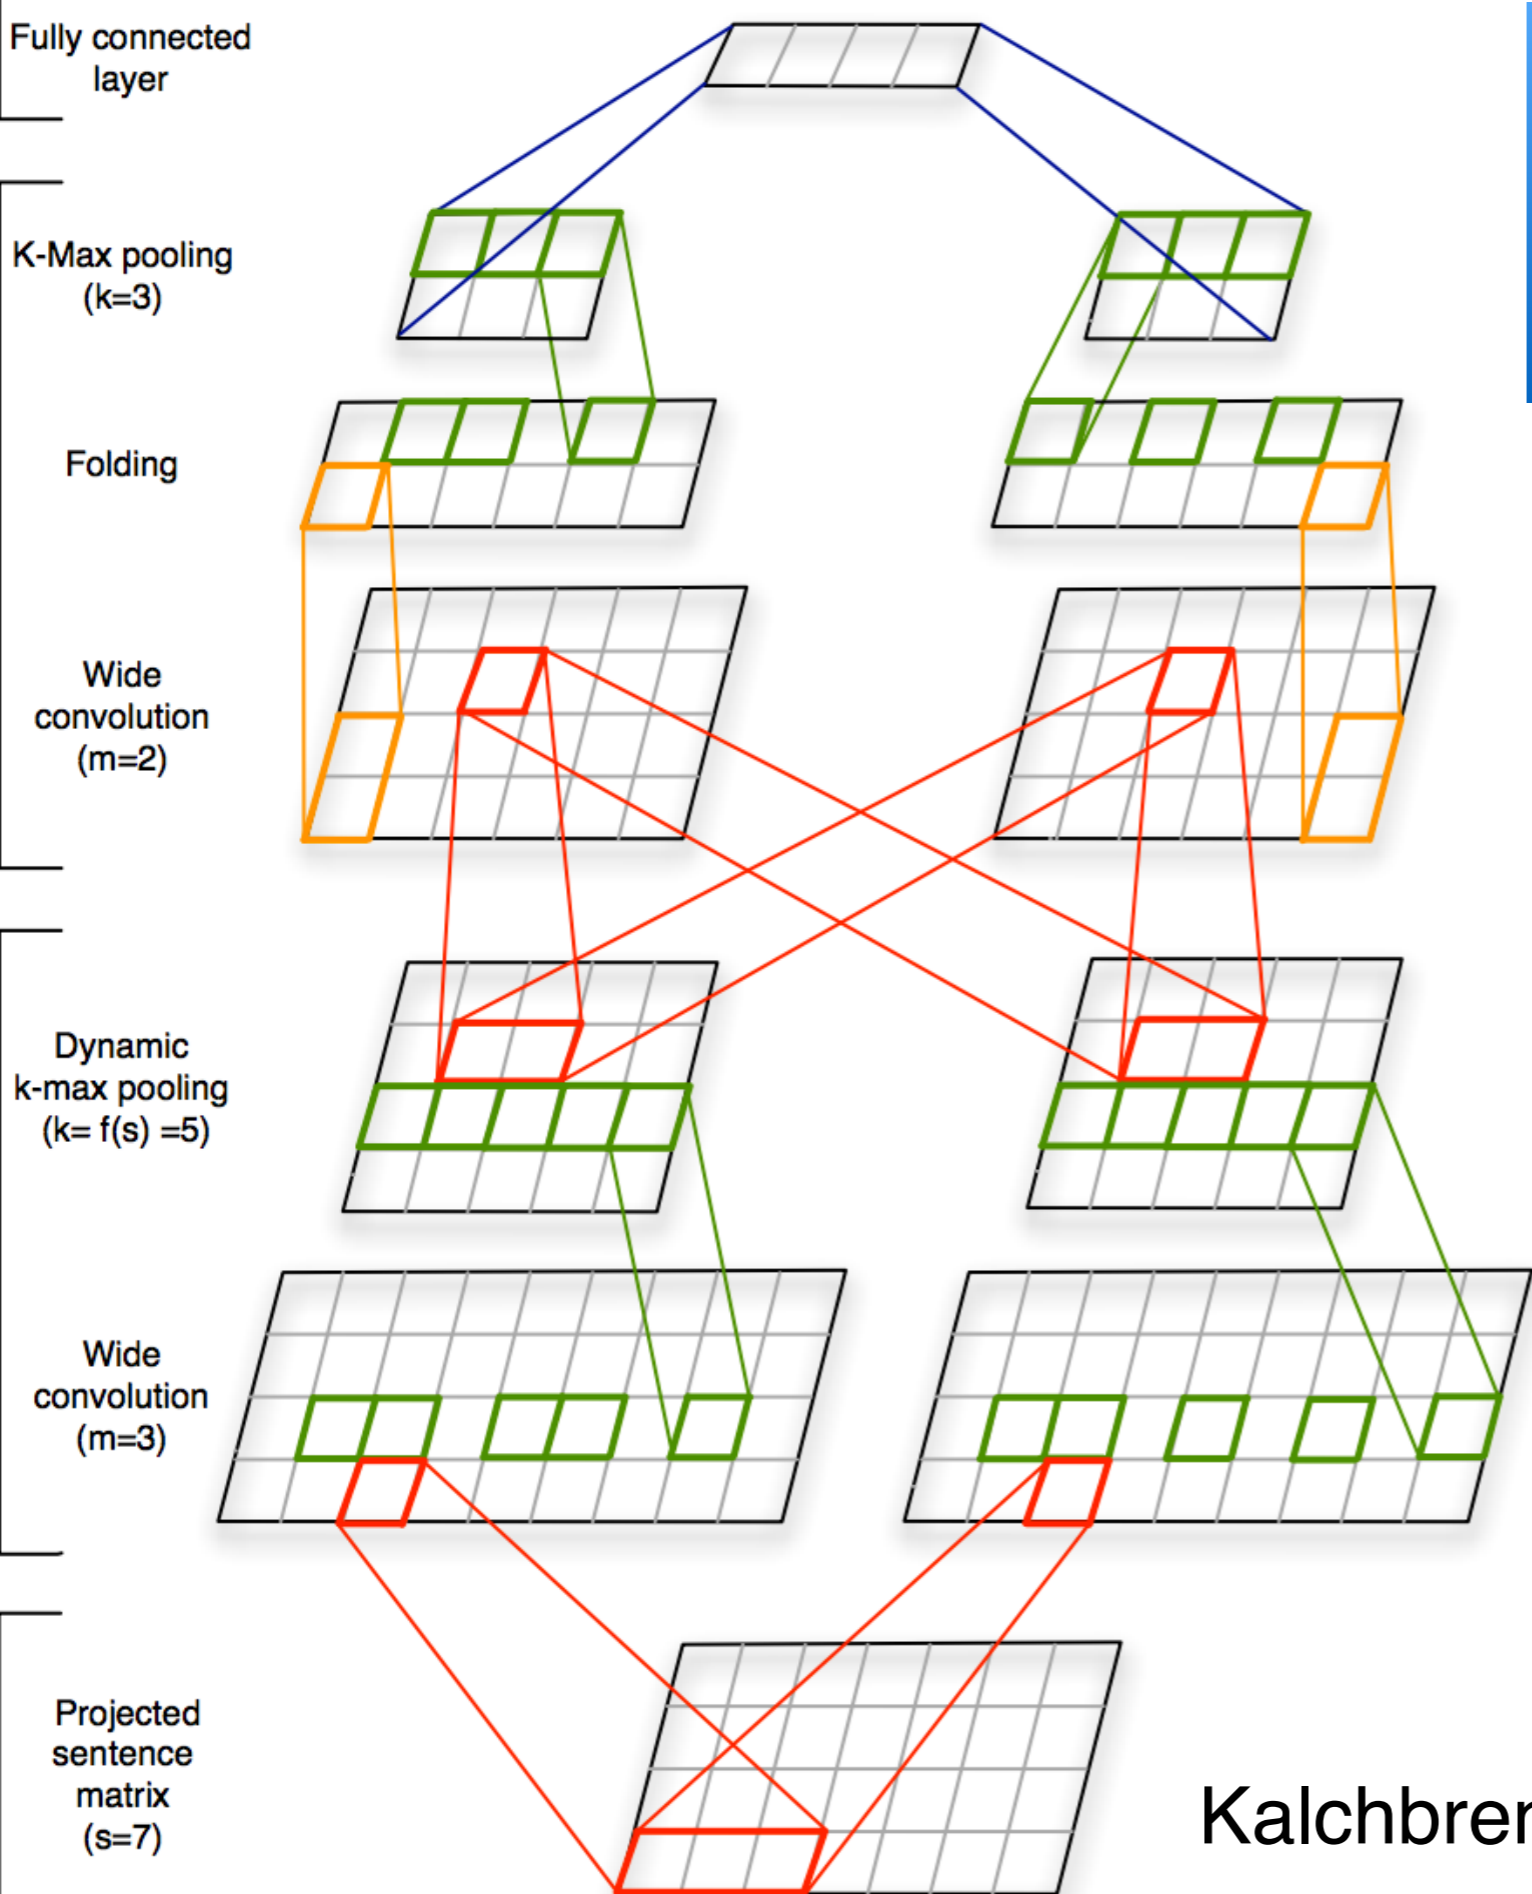 Fully connected
layer
K-Max pooling
(k=3)
Folding
Wide
convolution
(m=2)
Dynamic
k-max pooling
(k= f(s) =5)
Wide
convolution
(m=3)
Projected
sentence
matrix
(s=7)